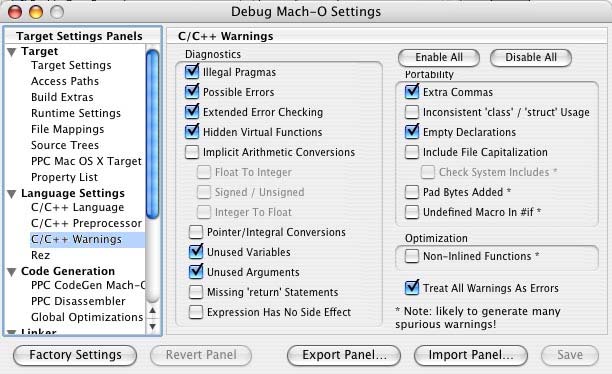 Debug Mach-O Settings
Target Settings Panels
Target
Target Settings
Access Paths
Build Extras
Runtime Settings
File Mappings
Source Trees
PPC Mac OS X Target
Property List
Language Settings
C/C++ Language
C/C++ Preprocessor
C/C++ Warnings
Rez
Code Generation
PPC CodeGen Mach-O
PPC Disassembler
Global Optimizations
Linker
C/C++ Warnings
Diagnostics
Illegal Pragmas
Possible Errors
Extended Error Checking
Hidden Virtual Functions
Implicit Arithmetic Conversions
Float To Integer
Signed / Unsigned
Integer To Float
Pointer/Integral Conversions
Unused Variables
Unused Arguments
Missing 'return' Statements
Expression Has No Side Effect
Enable All
Disable All
Portability
Extra Commas
Inconsistent 'class' / 'struct' Usage
Empty Declarations
Include File Capitalization
Check System Includes *
Pad Bytes Added *
Undefined Macro In #if *
Optimization
Non-Inlined Functions *
Treat All Warnings As Errors
* Note: likely to generate many
spurious warnings!
Factory Settings
Revert Panel
Export Panel...
Import Panel...
Save